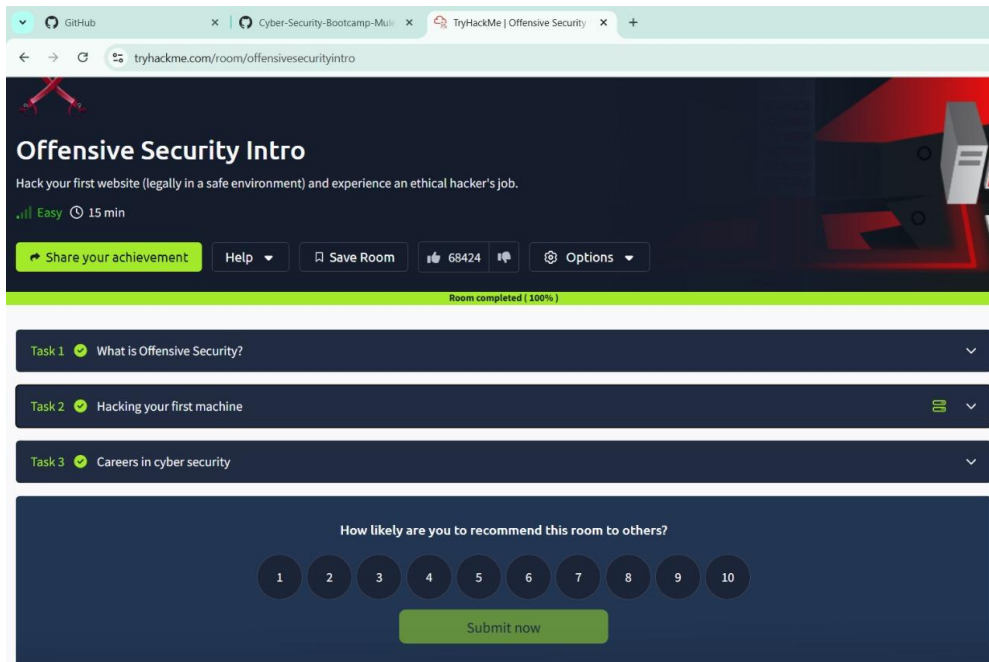 GitHub
Cyber-Security-Bootcamp-Mule
TryHackMe | Offensive Security
tryhackme.com/room/offensivesecurityintro
Offensive Security Intro
Hack your first website (legally in a safe environment) and experience an ethical hacker's job.
Easy 15 min
Share your achievement Help Save Room 68424 Options
Room completed ( 100% )
Task 1 What is Offensive Security?
Task 2 Hacking your first machine
Task 3 Careers in cyber security
How likely are you to recommend this room to others?
1 2 3 4 5 6 7 8 9 10
Submit now